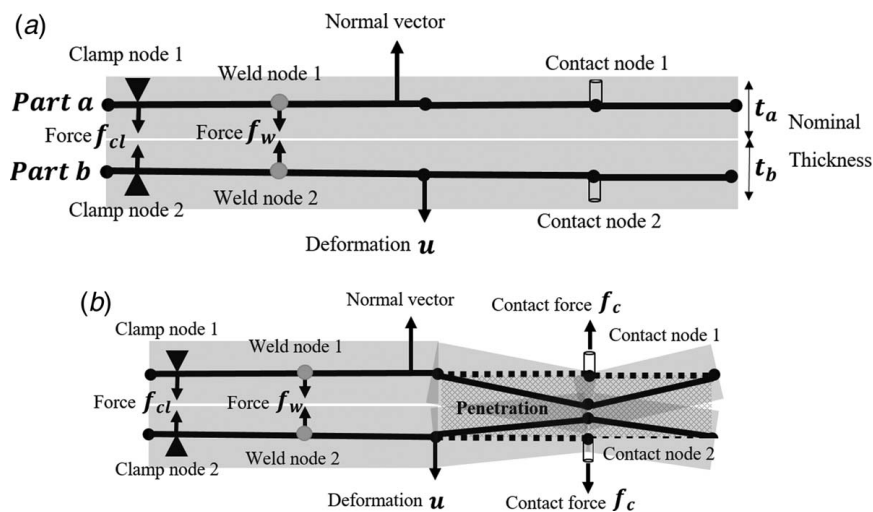 (a)
Normal vector
Clamp node 1
Weld node 1
Contact node 1
Part a
Force f_cl
Force f_w
t_a
Nominal
Part b
t_b
Thickness
Clamp node 2
Weld node 2
Contact node 2
Deformation u
(b)
Normal vector
Contact force f_c
Clamp node 1
Weld node 1
Contact node 1
Force f_cl
Force f_w
Penetration
Clamp node 2
Weld node 2
Contact node 2
Deformation u
Contact force f_c